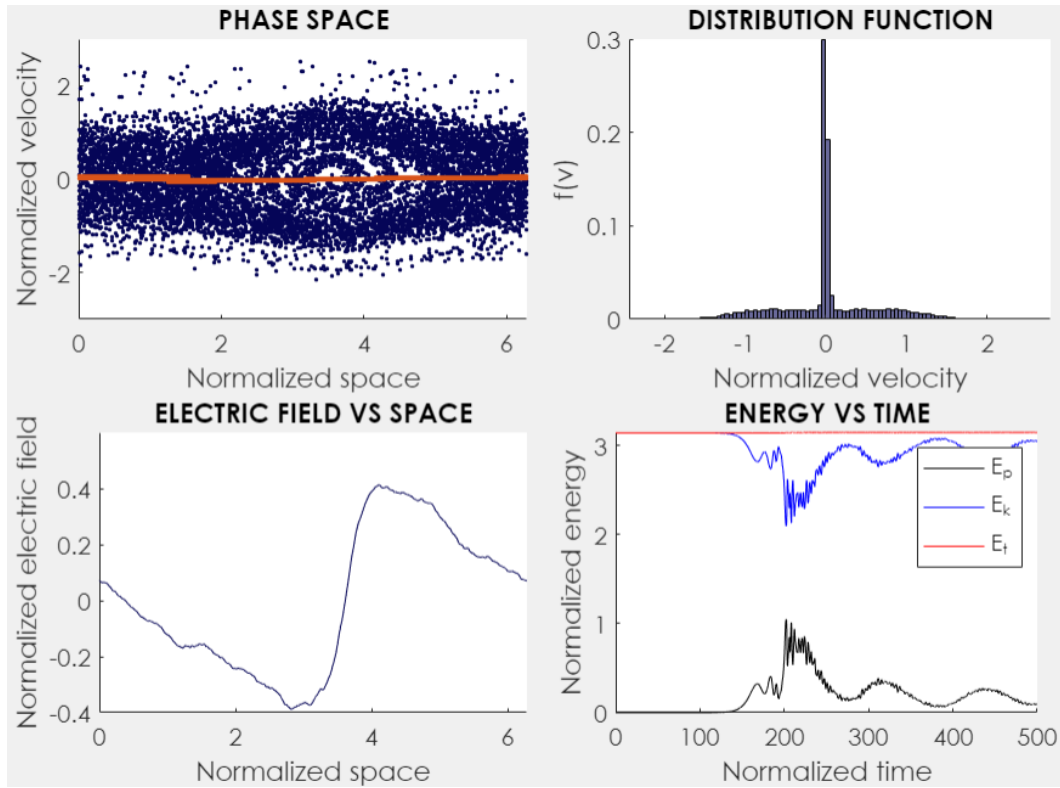 PHASE SPACE
Normalized velocity
2
0
-2
0
2
4
6
Normalized space
DISTRIBUTION FUNCTION
f(v)
0.3
0.2
0.1
0
-2
-1
0
1
2
Normalized velocity
ELECTRIC FIELD VS SPACE
Normalized electric field
0.4
0.2
0
-0.2
-0.4
0
2
4
6
Normalized space
ENERGY VS TIME
Normalized energy
3
2
1
0
0
100
200
300
400
500
Normalized time
E_p
E_k
E_t